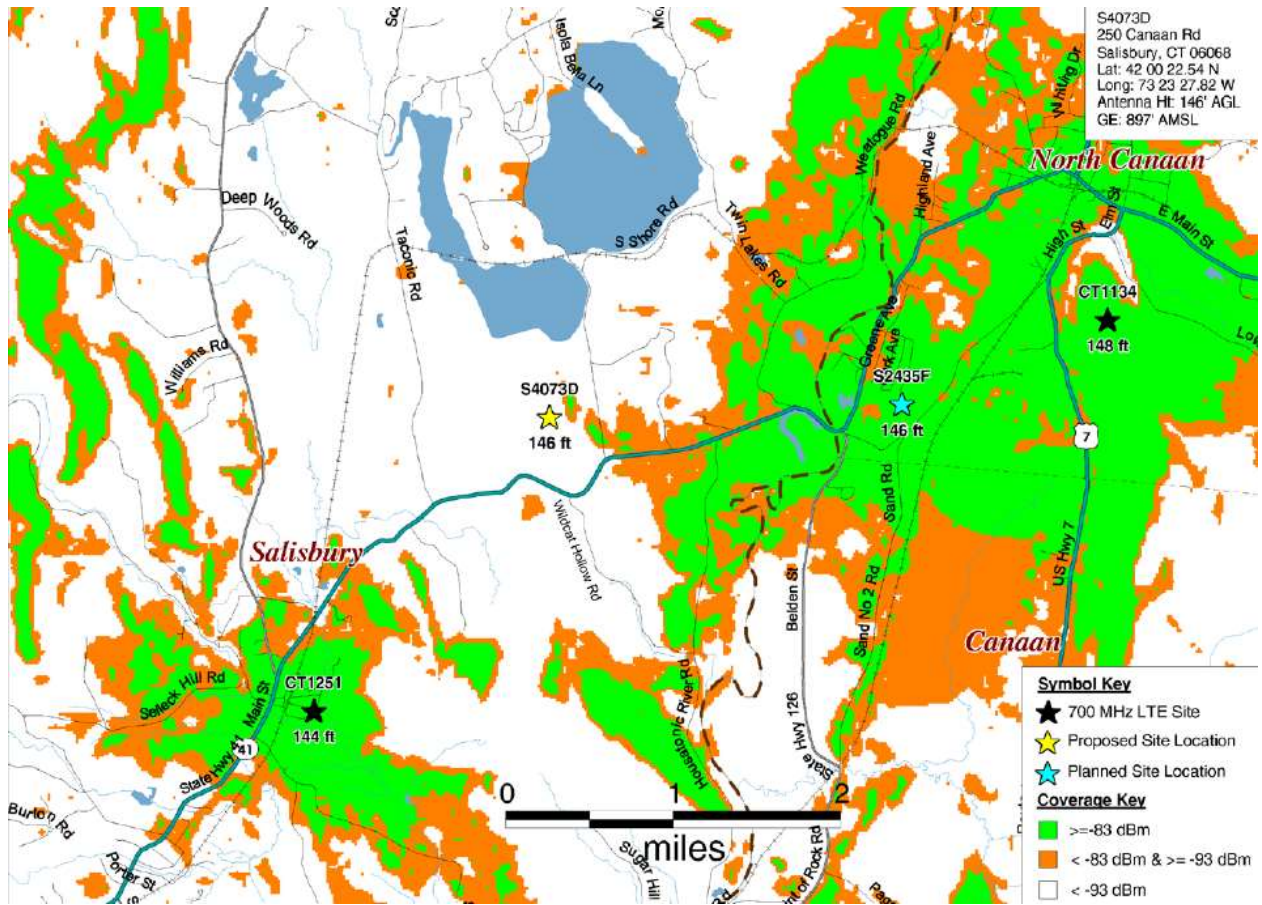 S4073D
250 Canaan Rd
Salisbury, CT 06068
Lat: 42 00 22.54 N
Long: 73 23 27.82 W
Antenna Ht: 146' AGL
GE: 897' AMSL
Isola Bella Ln
Whiting Dr
Weatogue Rd
North Canaan
Highland Ave
Deep Woods Rd
Twin Lakes Rd
S Shore Rd
Elm St
E Main St
High St
Taconic Rd
CT1134
148 ft
Greene Ave
Williams Rd
S4073D
146 ft
S2435F
146 ft
7
Sand Rd
Wildcat Hollow Rd
Salisbury
US Hwy 7
Belden St
Sand No 2 Rd
Canaan
Selleck Hill Rd
CT1251
144 ft
Main St
41
State Hwy 41
Housatonic River Rd
State Hwy 126
Burton Rd
Porter St
0 1 2
miles
Sugar Hill
Symbol Key
700 MHz LTE Site
Proposed Site Location
Planned Site Location
Coverage Key
>=-83 dBm
< -83 dBm & >= -93 dBm
< -93 dBm